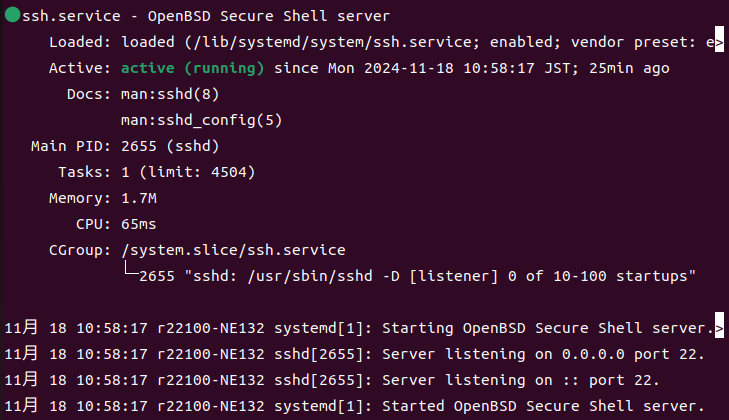 ●ssh.service - OpenBSD Secure Shell server
     Loaded: loaded (/lib/systemd/system/ssh.service; enabled; vendor preset: e>
     Active: active (running) since Mon 2024-11-18 10:58:17 JST; 25min ago
       Docs: man:sshd(8)
             man:sshd_config(5)
   Main PID: 2655 (sshd)
      Tasks: 1 (limit: 4504)
     Memory: 1.7M
        CPU: 65ms
     CGroup: /system.slice/ssh.service
             └─2655 "sshd: /usr/sbin/sshd -D [listener] 0 of 10-100 startups"

11月 18 10:58:17 r22100-NE132 systemd[1]: Starting OpenBSD Secure Shell server.>
11月 18 10:58:17 r22100-NE132 sshd[2655]: Server listening on 0.0.0.0 port 22.
11月 18 10:58:17 r22100-NE132 sshd[2655]: Server listening on :: port 22.
11月 18 10:58:17 r22100-NE132 systemd[1]: Started OpenBSD Secure Shell server.